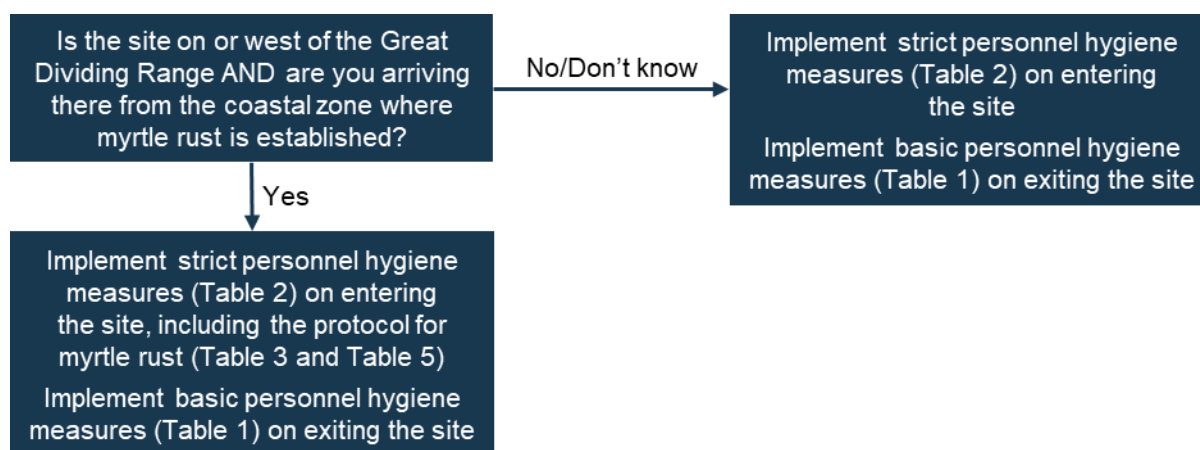 Is the site on or west of the Great
Dividing Range AND are you arriving
there from the coastal zone where
myrtle rust is established?
No/Don't know
Implement strict personnel hygiene
measures (Table 2) on entering
the site
Implement basic personnel hygiene
measures (Table 1) on exiting the site
Yes
Implement strict personnel hygiene
measures (Table 2) on entering
the site, including the protocol for
myrtle rust (Table 3 and Table 5)
Implement basic personnel hygiene
measures (Table 1) on exiting the site